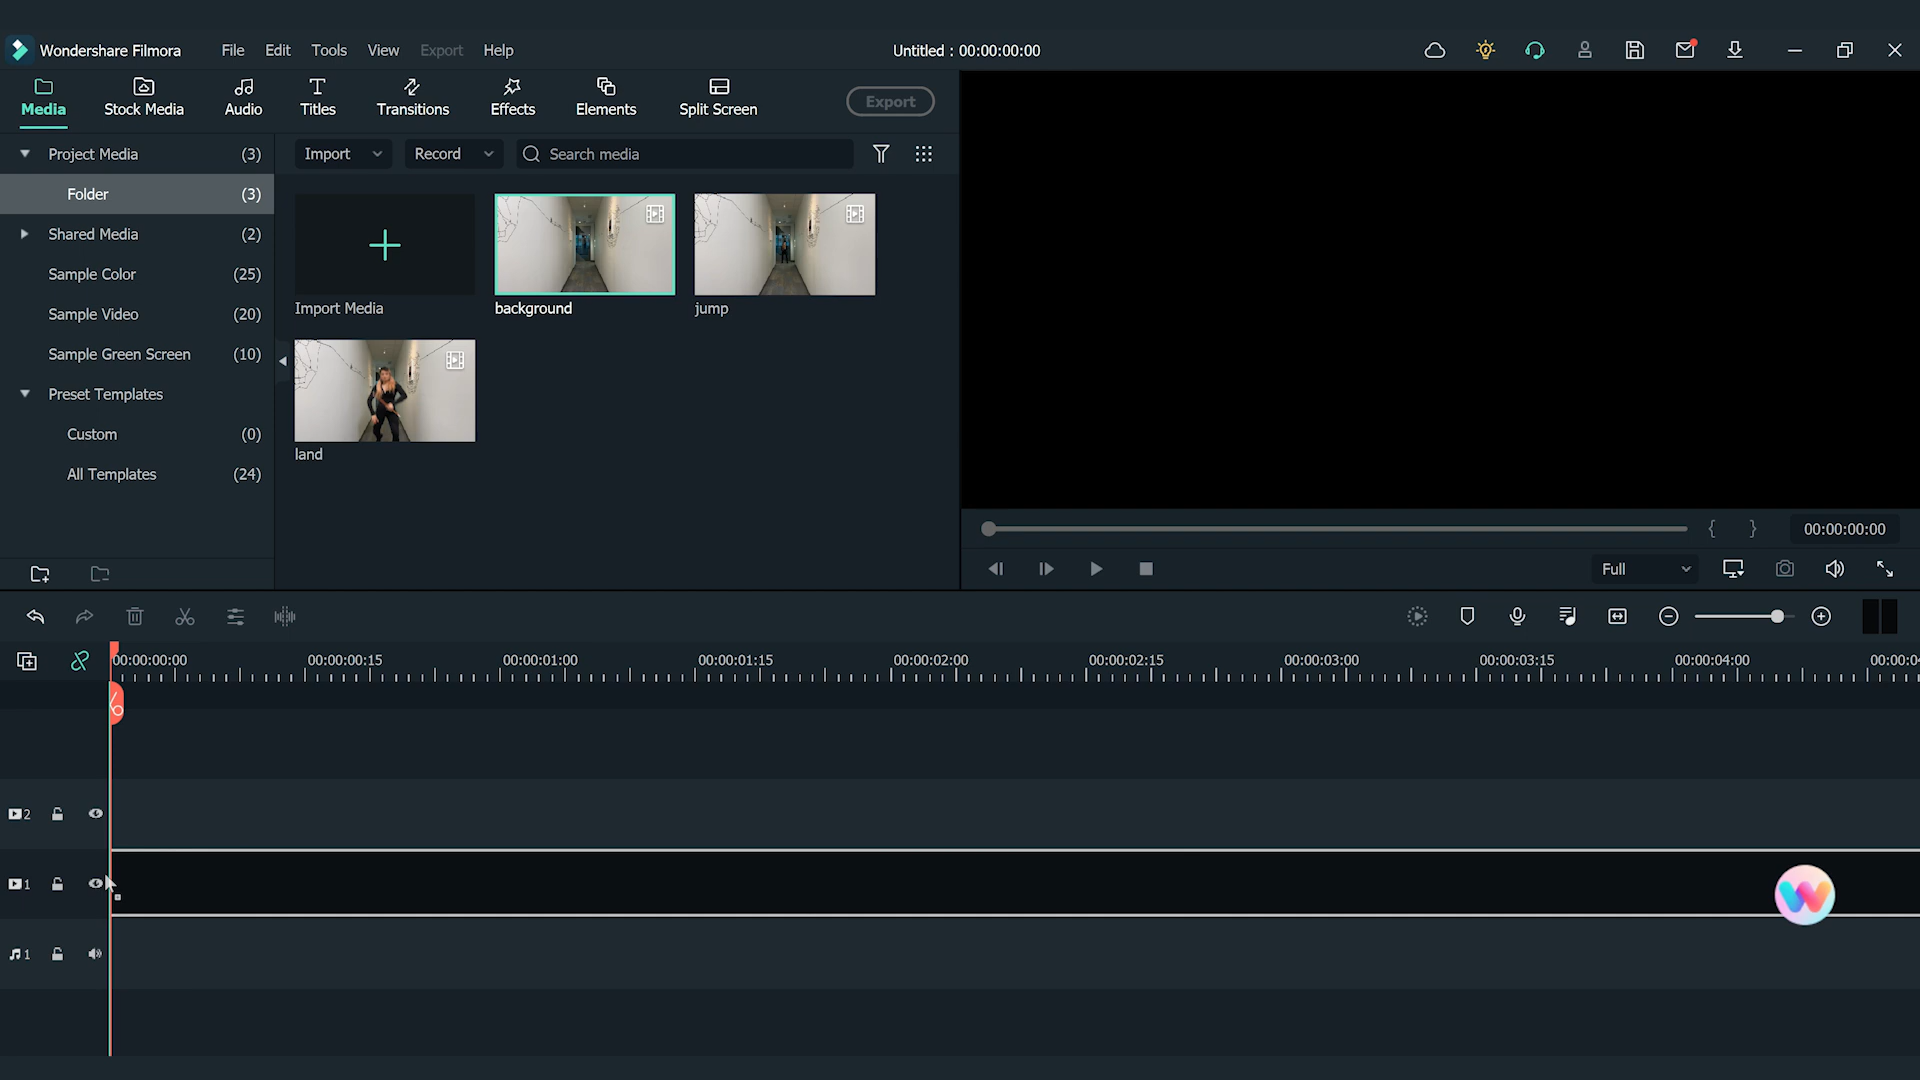 Wondershare Filmora File Edit Tools View Export Help Untitled : 00:00:00:00
Media Stock Media Audio Titles Transitions Effects Elements Split Screen Export
Project Media (3)
Folder (3)
Shared Media (2)
Sample Color (25)
Sample Video (20)
Sample Green Screen (10)
Preset Templates
Custom (0)
All Templates (24)
Import Record Search media
Import Media background jump
land
{ } 00:00:00:00
Full
00:00:00:00 00:00:00:15 00:00:01:00 00:00:01:15 00:00:02:00 00:00:02:15 00:00:03:00 00:00:03:15 00:00:04:00 00:00:04
2
1
1